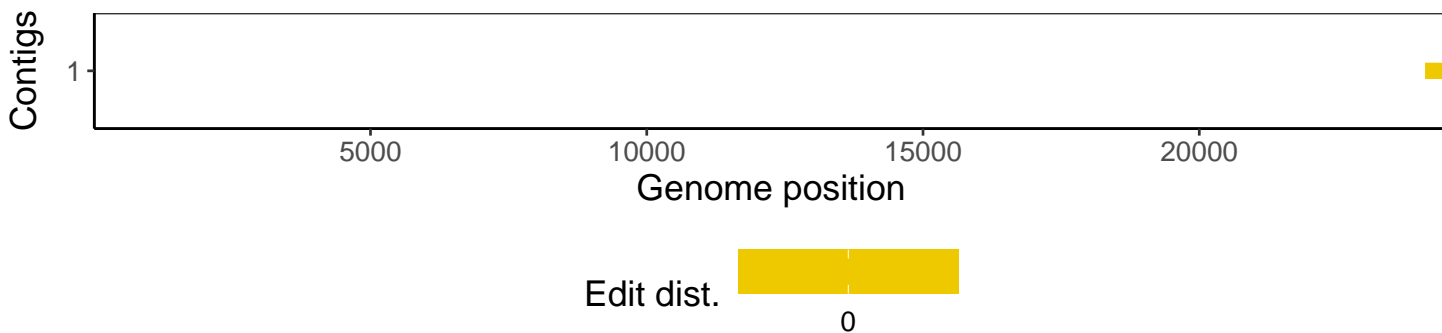 Contigs
1
5000 10000 15000 20000
Genome position
Edit dist.
0